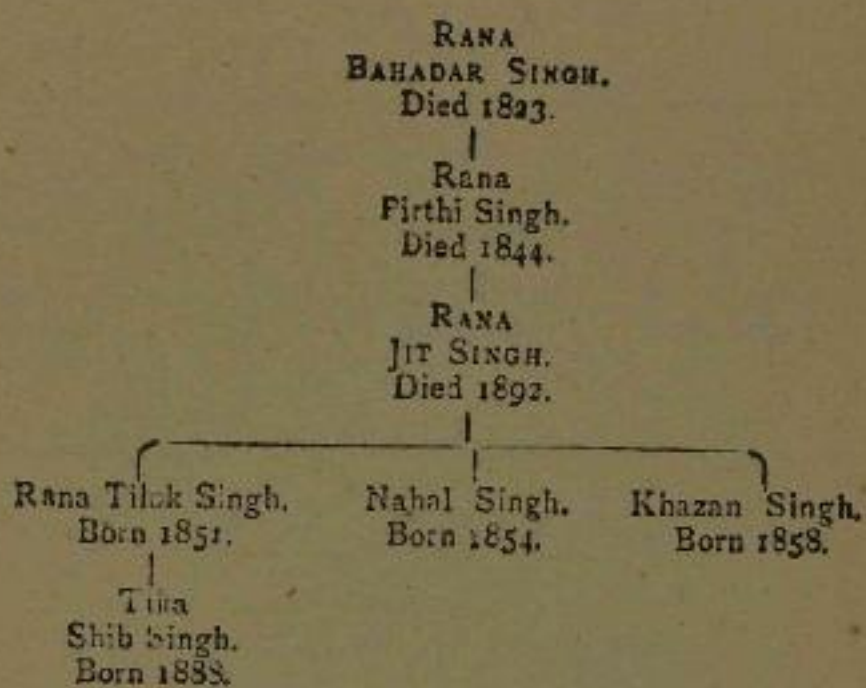 RANA
BAHADAR SINGH.
Died 1823.
Rana
Pirthi Singh.
Died 1844.
RANA
JIT SINGH.
Died 1892.
Rana Tilok Singh. Nahal Singh. Khazan Singh.
Born 1851. Born 1854. Born 1858.
Tika
Shib Singh.
Born 1888.